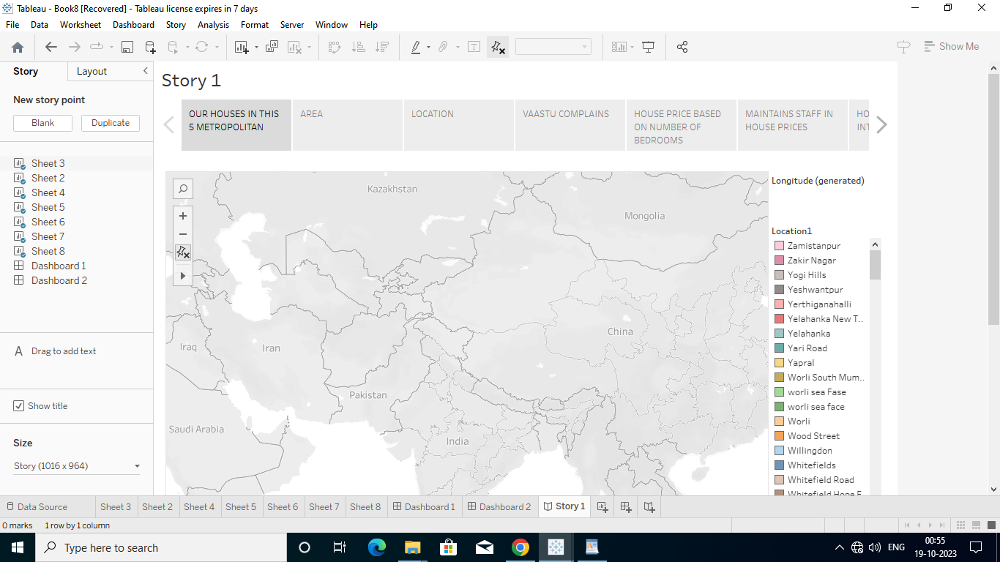 Tableau - Book8 [Recovered] - Tableau license expires in 7 days
File Data Worksheet Dashboard Story Analysis Format Server Window Help
Show Me
Story Layout
New story point
Blank Duplicate
Sheet 3
Sheet 2
Sheet 4
Sheet 5
Sheet 6
Sheet 7
Sheet 8
Dashboard 1
Dashboard 2
A Drag to add text
Show title
Size
Story (1016 x 964)
Story 1
OUR HOUSES IN THIS
5 METROPOLITAN
AREA
LOCATION
VAASTU COMPLAINS
HOUSE PRICE BASED
ON NUMBER OF
BEDROOMS
MAINTAINS STAFF IN
HOUSE PRICES
HO
INT
Kazakhstan
Mongolia
China
Iraq
Iran
Pakistan
Saudi Arabia
India
Longitude (generated)
Location1
Zamistanpur
Zakir Nagar
Yogi Hills
Yeshwantpur
Yerthiganahalli
Yelahanka New T..
Yelahanka
Yari Road
Yapral
Worli South Mum..
worli sea Fase
worli sea face
Worli
Wood Street
Willingdon
Whitefields
Whitefield Road
Data Source Sheet 3 Sheet 2 Sheet 4 Sheet 5 Sheet 6 Sheet 7 Sheet 8 Dashboard 1 Dashboard 2 Story 1
0 marks 1 row by 1 column
Type here to search
ENG
00:55
19-10-2023